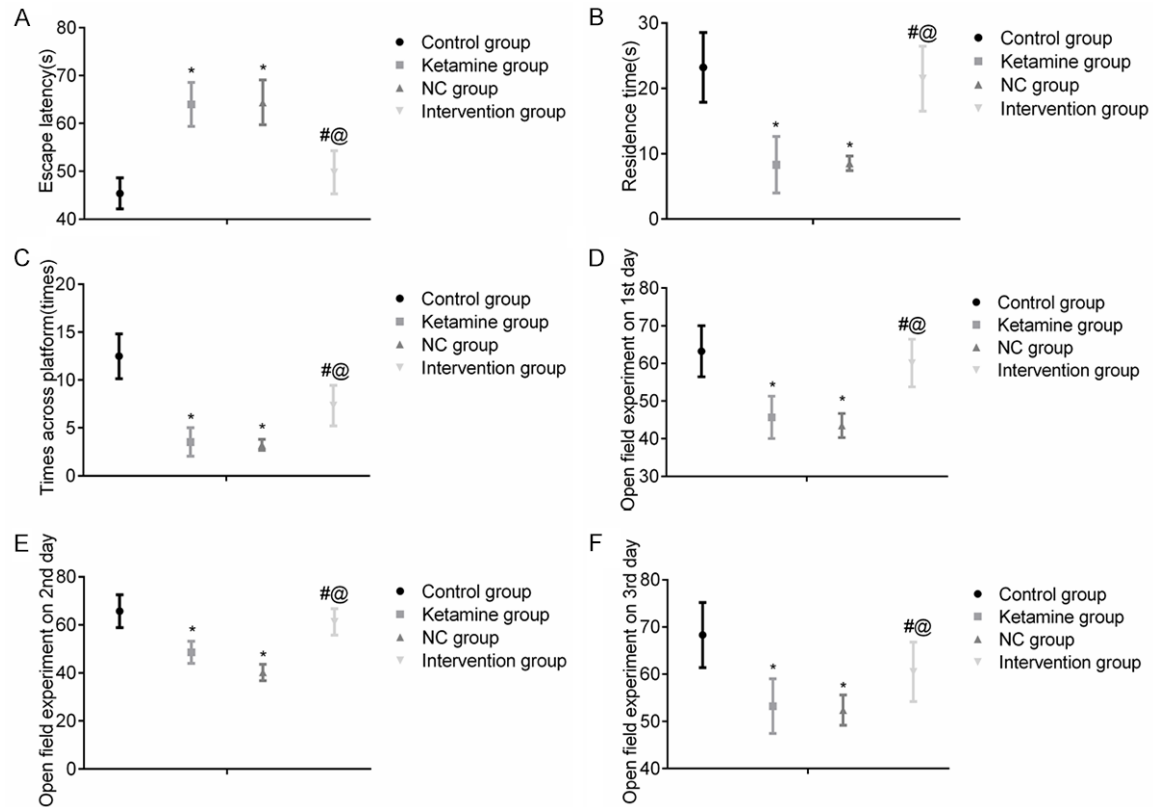 A
Escape latency(s)
80
70
60
50
40
*
*
#@
Control group
Ketamine group
NC group
Intervention group
B
Residence time(s)
30
20
10
0
*
*
#@
Control group
Ketamine group
NC group
Intervention group
C
Times across platform(times)
20
15
10
5
0
*
*
#@
Control group
Ketamine group
NC group
Intervention group
D
Open field experiment on 1st day
80
70
60
50
40
30
*
*
#@
Control group
Ketamine group
NC group
Intervention group
E
Open field experiment on 2nd day
80
60
40
20
0
*
*
#@
Control group
Ketamine group
NC group
Intervention group
F
Open field experiment on 3rd day
80
70
60
50
40
*
*
#@
Control group
Ketamine group
NC group
Intervention group